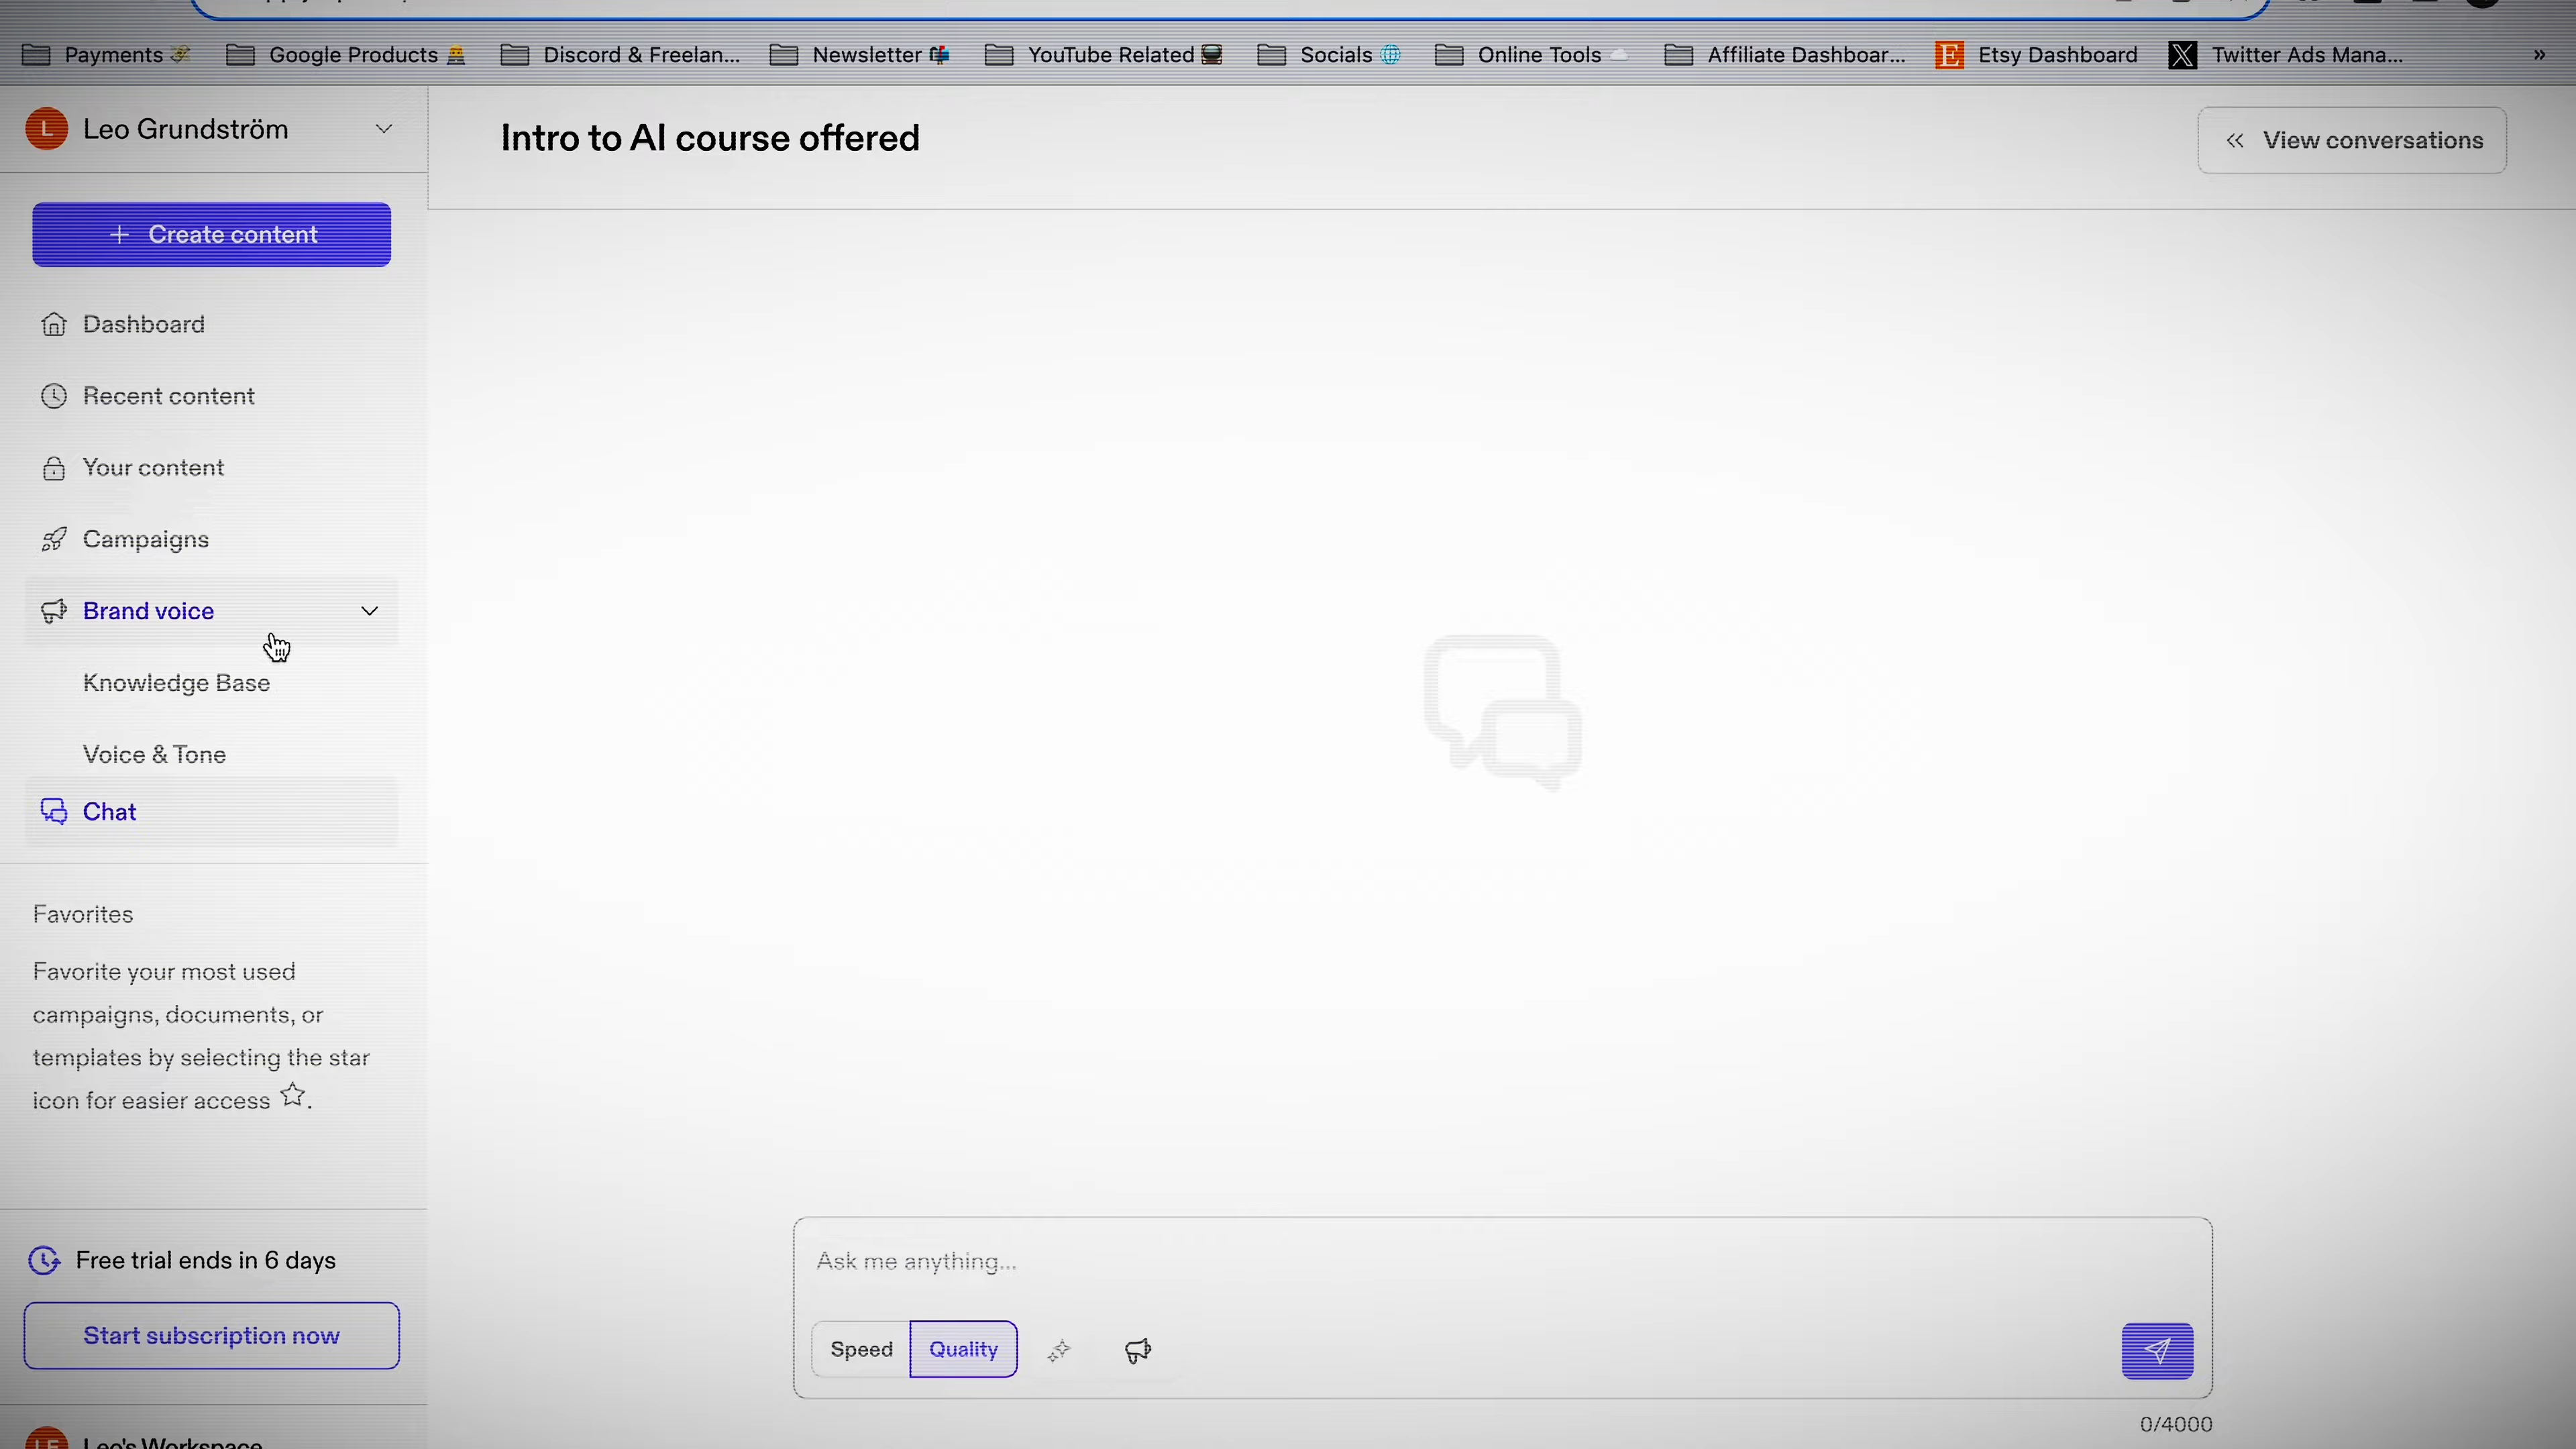 Payments
Google Products
Discord & Freelan...
Newsletter
YouTube Related
Socials
Online Tools
Affiliate Dashboar...
E Etsy Dashboard
X Twitter Ads Mana...
»
L Leo Grundström
Intro to AI course offered
View conversations
+ Create content
Dashboard
Recent content
Your content
Campaigns
Brand voice
Knowledge Base
Voice & Tone
Chat
Favorites
Favorite your most used
campaigns, documents, or
templates by selecting the star
icon for easier access ☆.
Free trial ends in 6 days
Start subscription now
Leo's Workspace
Ask me anything...
Speed
Quality
0/4000